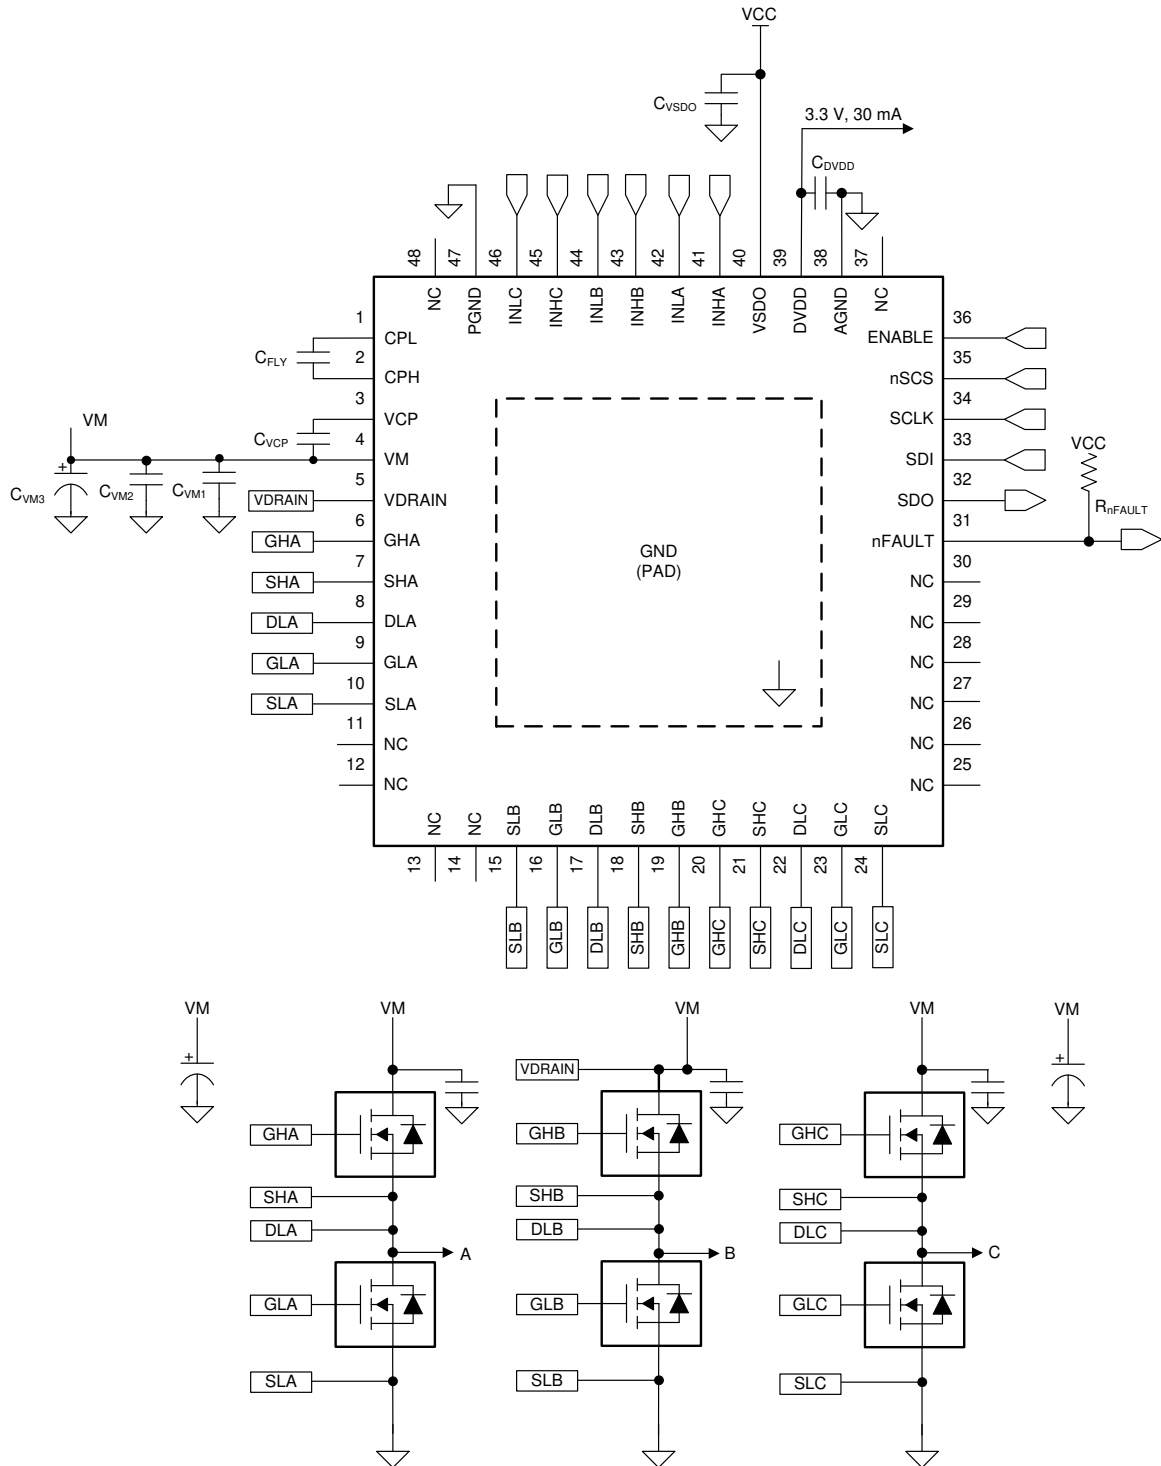 VCC
CVSDO
3.3 V, 30 mA
CDVDD
48 47 46 45 44 43 42 41 40 39 38 37
NC PGND INLC INHC INLB INHB INLA INHA VSDO DVDD AGND NC
1
CPL
CFLY
2
CPH
3
VCP
CVCP
4
VM
VM
CVM3
CVM2
CVM1
5
VDRAIN VDRAIN
6
GHA GHA
7
SHA SHA
8
DLA DLA
9
GLA GLA
10
SLA SLA
11
NC
12
NC
GND
(PAD)
36
ENABLE
35
nSCS
34
SCLK
33
SDI
32
SDO
31
nFAULT
VCC
RnFAULT
30
NC
29
NC
28
NC
27
NC
26
NC
25
NC
NC NC SLB GLB DLB SHB GHB GHC SHC DLC GLC SLC
13 14 15 16 17 18 19 20 21 22 23 24
SLB GLB DLB SHB GHB GHC SHC DLC GLC SLC
VM VM VM VM VM
+ +
VDRAIN
GHA GHB GHC
SHA SHB SHC
DLA DLB DLC
A B C
GLA GLB GLC
SLA SLB SLC